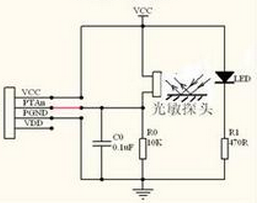 VCC
VCC
PTAn
PGND
VDD
LED
光敏探头
C0
0.1uF
R0
10K
R1
470R